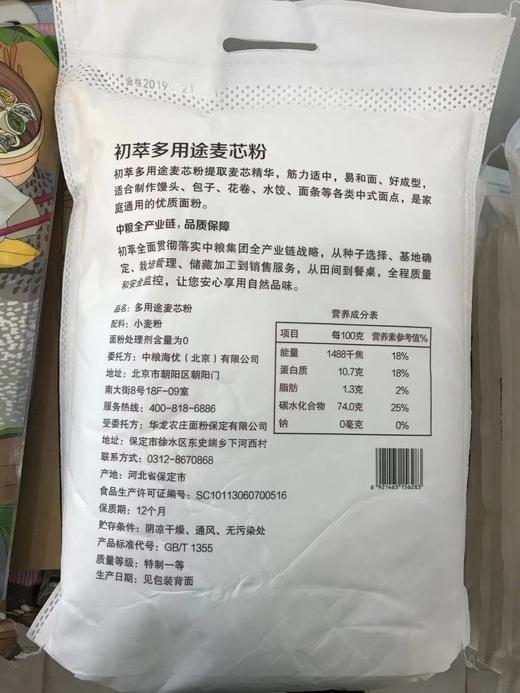 合格2019 21
初萃多用途麦芯粉
初萃多用途麦芯粉提取麦芯精华，筋力适中，易和面、好成型，
适合制作馒头、包子、花卷、水饺、面条等各类中式面点，是家
庭通用的优质面粉。
中粮全产业链，品质保障
初萃全面贯彻落实中粮集团全产业链战略，从种子选择、基地确
定、栽培管理、储藏加工到销售服务，从田间到餐桌，全程质量
和安全监控，让您安心享用自然品味。
品名：多用途麦芯粉
配料：小麦粉
面粉处理剂含量为0
委托方：中粮海优（北京）有限公司
地址：北京市朝阳区朝阳门
南大街8号18F-09室
服务热线：400-818-6886
受委托方：华龙农庄面粉保定有限公司
地址：保定市徐水区东史端乡下河西村
联系方式：0312-8670868
产地：河北省保定市
食品生产许可证编号：SC10113060700516
保质期：12个月
贮存条件：阴凉干燥、通风、无污染处
产品标准代号：GB/T 1355
质量等级：特制一等
生产日期：见包装背面
营养成分表
项目 每100克 营养素参考值%
能量 1488千焦 18%
蛋白质 10.7克 18%
脂肪 1.3克 2%
碳水化合物 74.0克 25%
钠 0毫克 0%
6 921465 156283